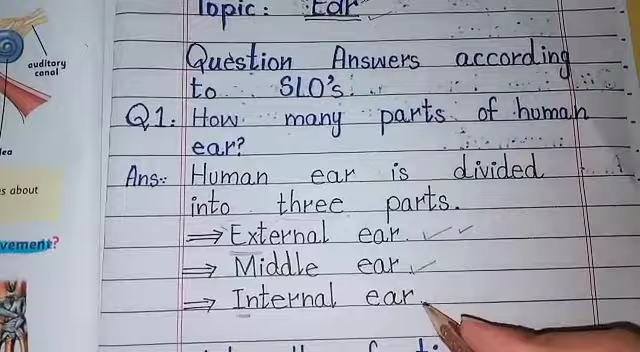 Topic: Ear
auditory
canal
Question Answers according
to SLO's.
Q1: How many parts of human
ear?
Ans: Human ear is divided
into three parts.
⇒ External ear.
⇒ Middle ear.
⇒ Internal ear.
s about
vement?